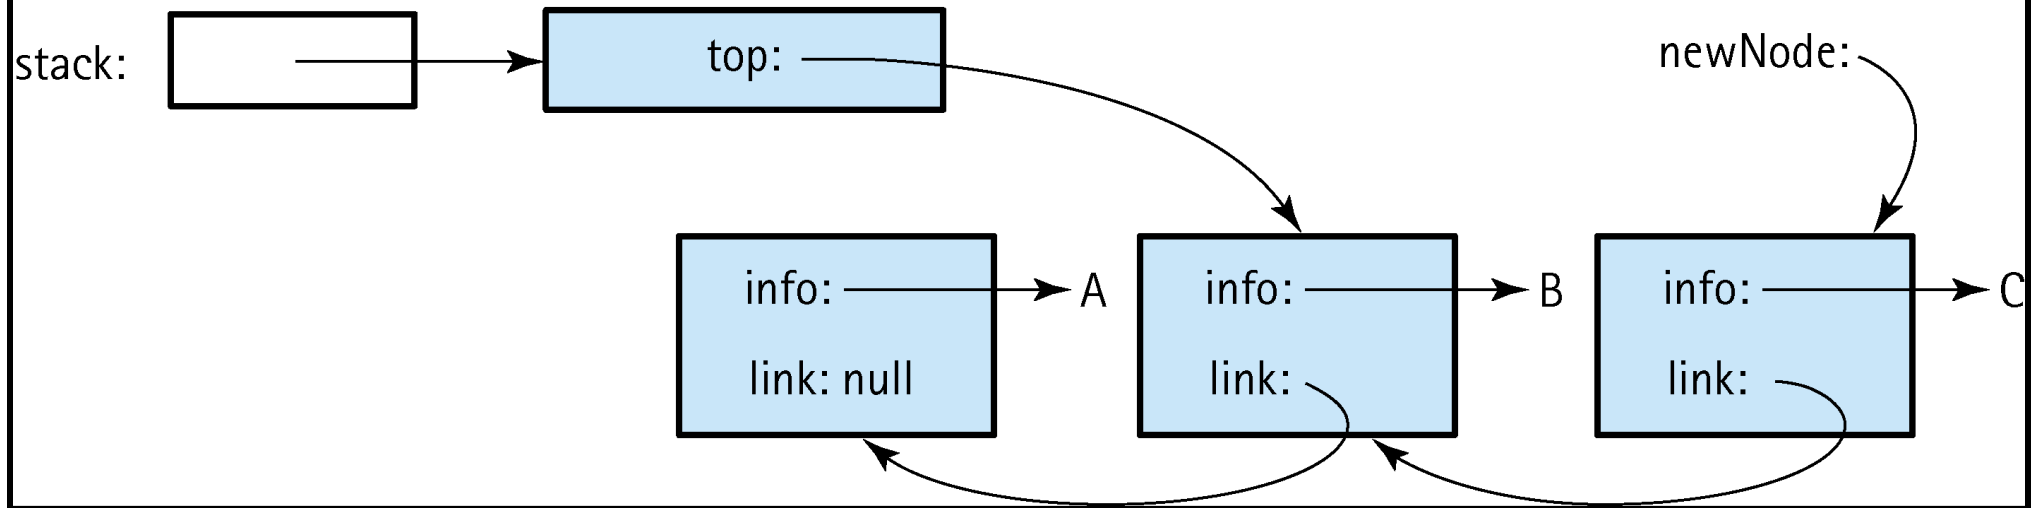 stack: top: newNode:
info: A info: B info: C
link: null link: link: